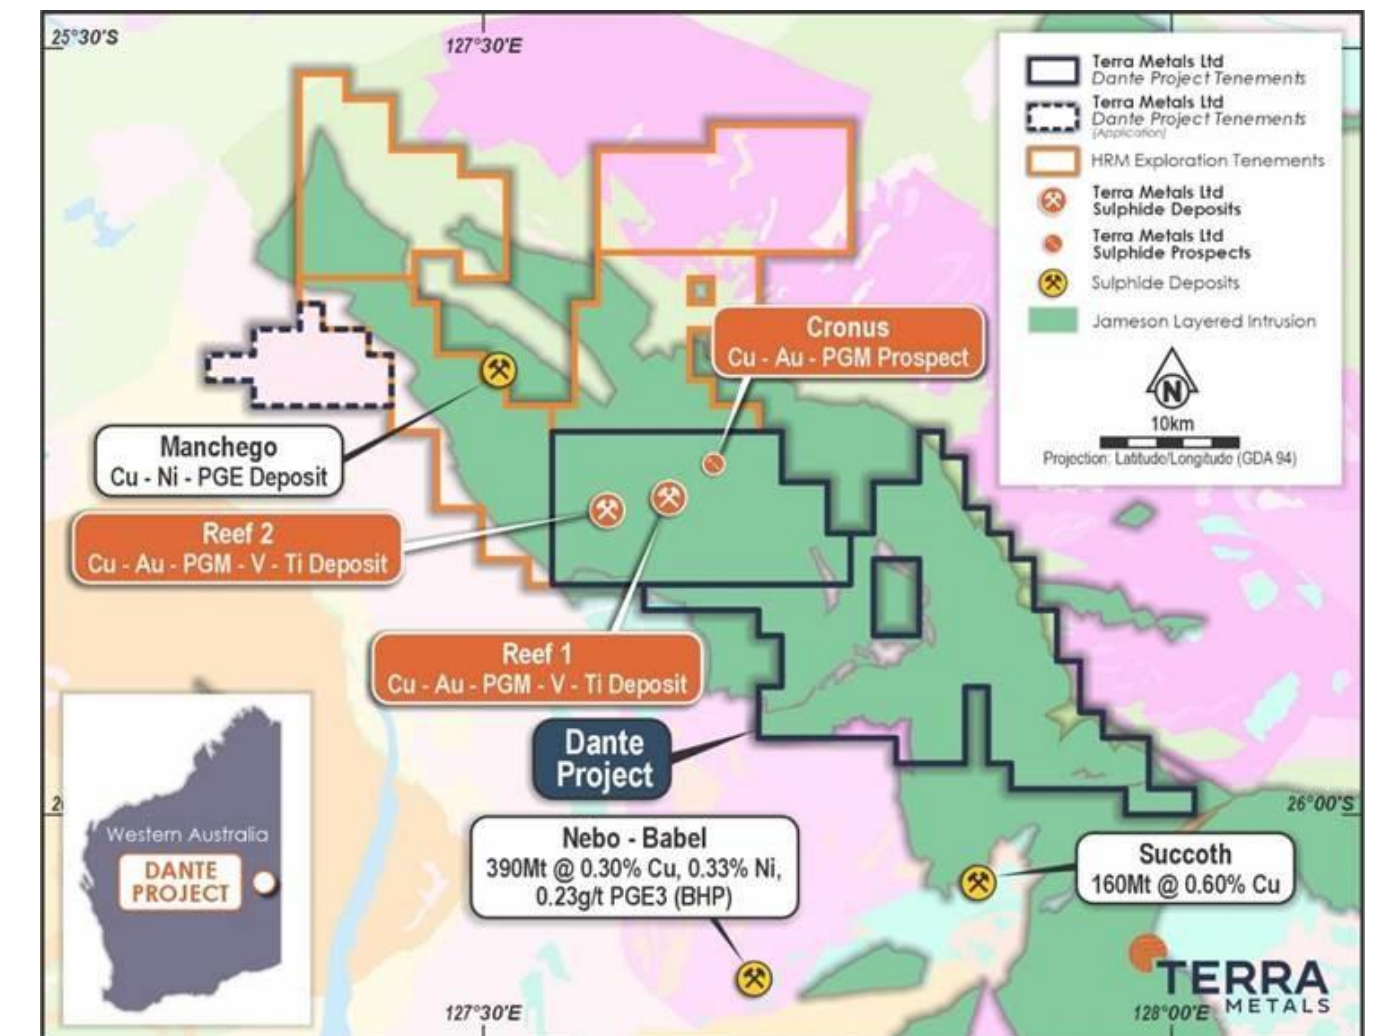 25°30'S
127°30'E
Terra Metals Ltd
Dante Project Tenements
Terra Metals Ltd
Dante Project Tenements
(Application)
HRM Exploration Tenements
Terra Metals Ltd
Sulphide Deposits
Terra Metals Ltd
Sulphide Prospects
Sulphide Deposits
Jameson Layered Intrusion
N
10km
Projection: Latitude/Longitude (GDA 94)
Cronus
Cu - Au - PGM Prospect
Manchego
Cu - Ni - PGE Deposit
Reef 2
Cu - Au - PGM - V - Ti Deposit
Reef 1
Cu - Au - PGM - V - Ti Deposit
Dante
Project
Western Australia
DANTE
PROJECT
26°00'S
Nebo - Babel
390Mt @ 0.30% Cu, 0.33% Ni,
0.23g/t PGE3 (BHP)
Succoth
160Mt @ 0.60% Cu
TERRA
METALS
127°30'E
128°00'E